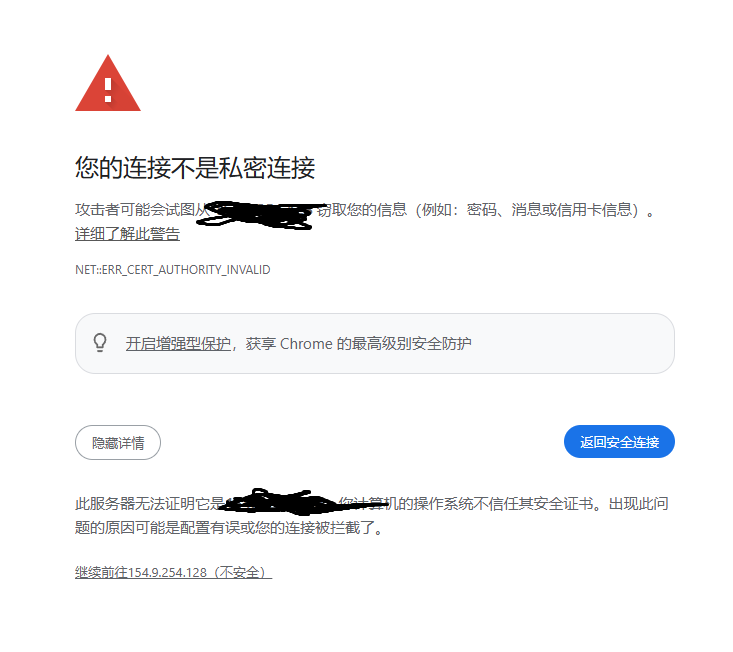 您的连接不是私密连接
攻击者可能会试图从 窃取您的信息（例如：密码、消息或信用卡信息）。
详细了解此警告
NET::ERR_CERT_AUTHORITY_INVALID
开启增强型保护，获享 Chrome 的最高级别安全防护
隐藏详情
返回安全连接
此服务器无法证明它是 您计算机的操作系统不信任其安全证书。出现此问
题的原因可能是配置有误或您的连接被拦截了。
继续前往154.9.254.128（不安全）